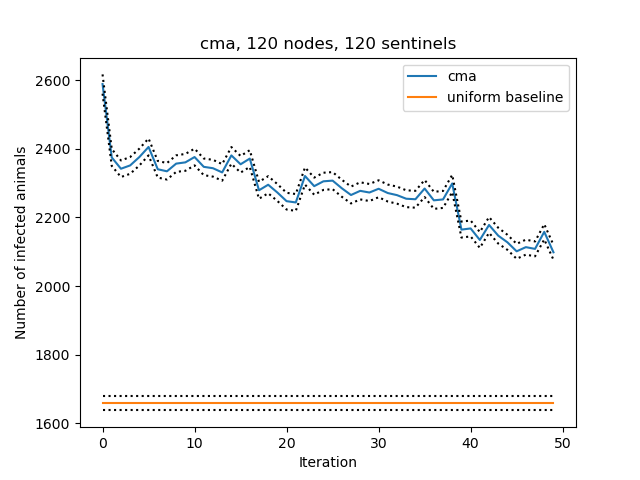 cma, 120 nodes, 120 sentinels
cma
uniform baseline
Number of infected animals
2600
2400
2200
2000
1800
1600
0 10 20 30 40 50
Iteration